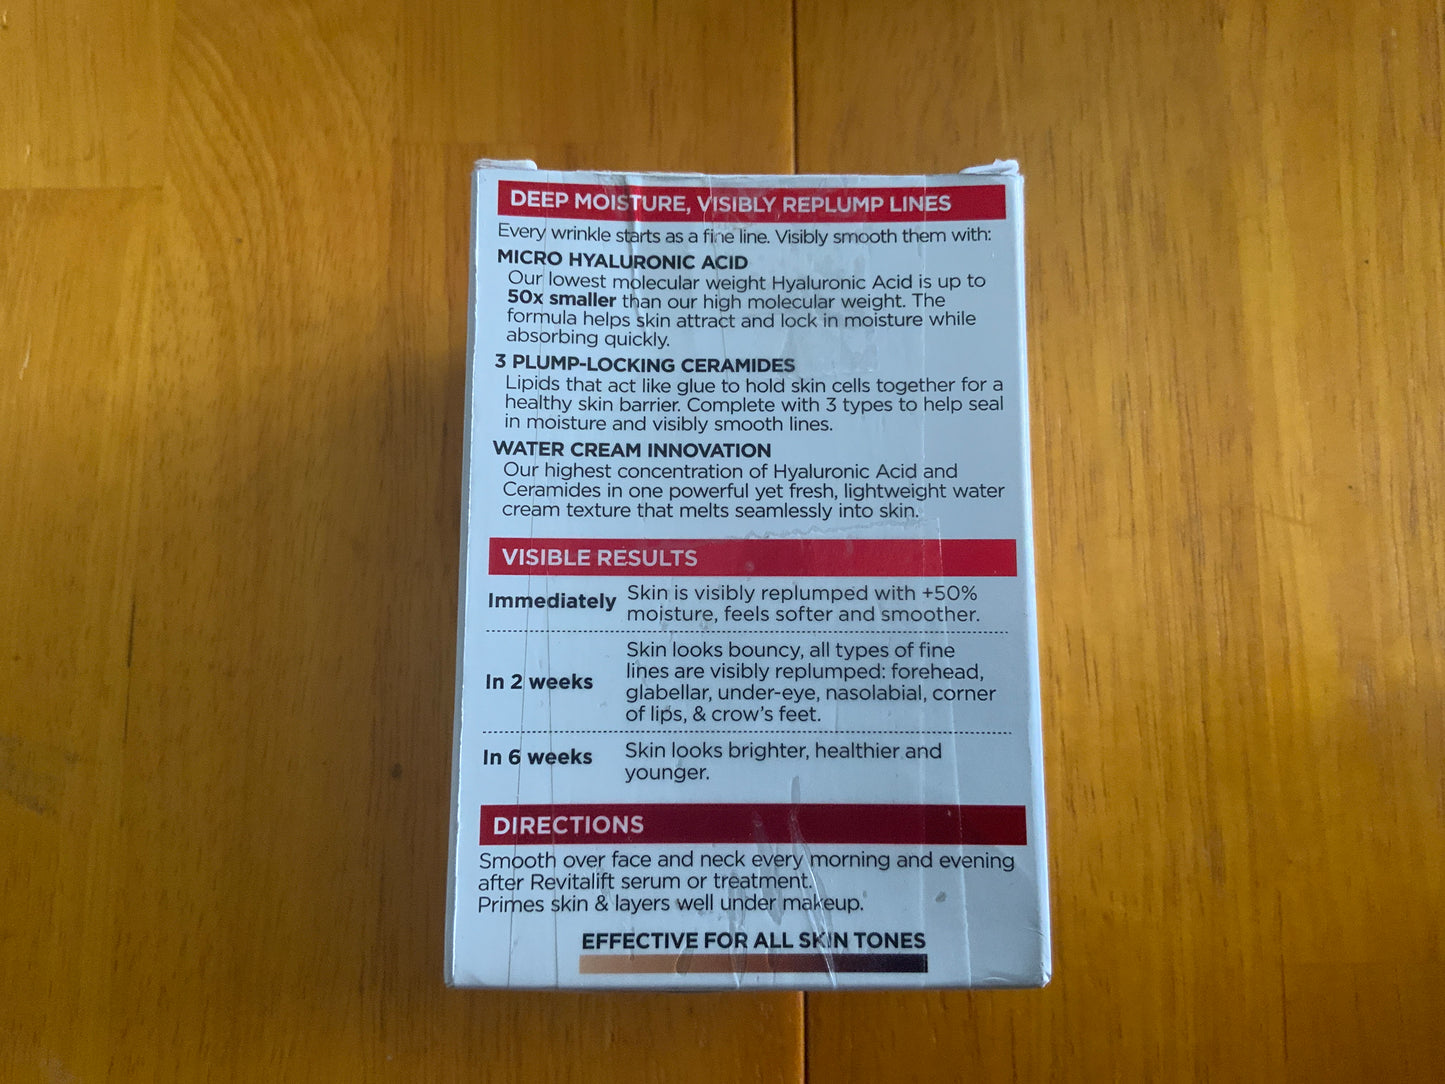 DEEP MOISTURE, VISIBLY REPLUMP LINES
Every wrinkle starts as a fine line. Visibly smooth them with:
MICRO HYALURONIC ACID
Our lowest molecular weight Hyaluronic Acid is up to
50x smaller than our high molecular weight. The
formula helps skin attract and lock in moisture while
absorbing quickly.
3 PLUMP-LOCKING CERAMIDES
Lipids that act like glue to hold skin cells together for a
healthy skin barrier. Complete with 3 types to help seal
in moisture and visibly smooth lines.
WATER CREAM INNOVATION
Our highest concentration of Hyaluronic Acid and
Ceramides in one powerful yet fresh, lightweight water
cream texture that melts seamlessly into skin.
VISIBLE RESULTS
Immediately Skin is visibly replumped with +50%
moisture, feels softer and smoother.
Skin looks bouncy, all types of fine
lines are visibly replumped: forehead,
In 2 weeks glabellar, under-eye, nasolabial, corner
of lips, & crow's feet.
In 6 weeks Skin looks brighter, healthier and
younger.
DIRECTIONS
Smooth over face and neck every morning and evening
after Revitalift serum or treatment.
Primes skin & layers well under makeup.
EFFECTIVE FOR ALL SKIN TONES